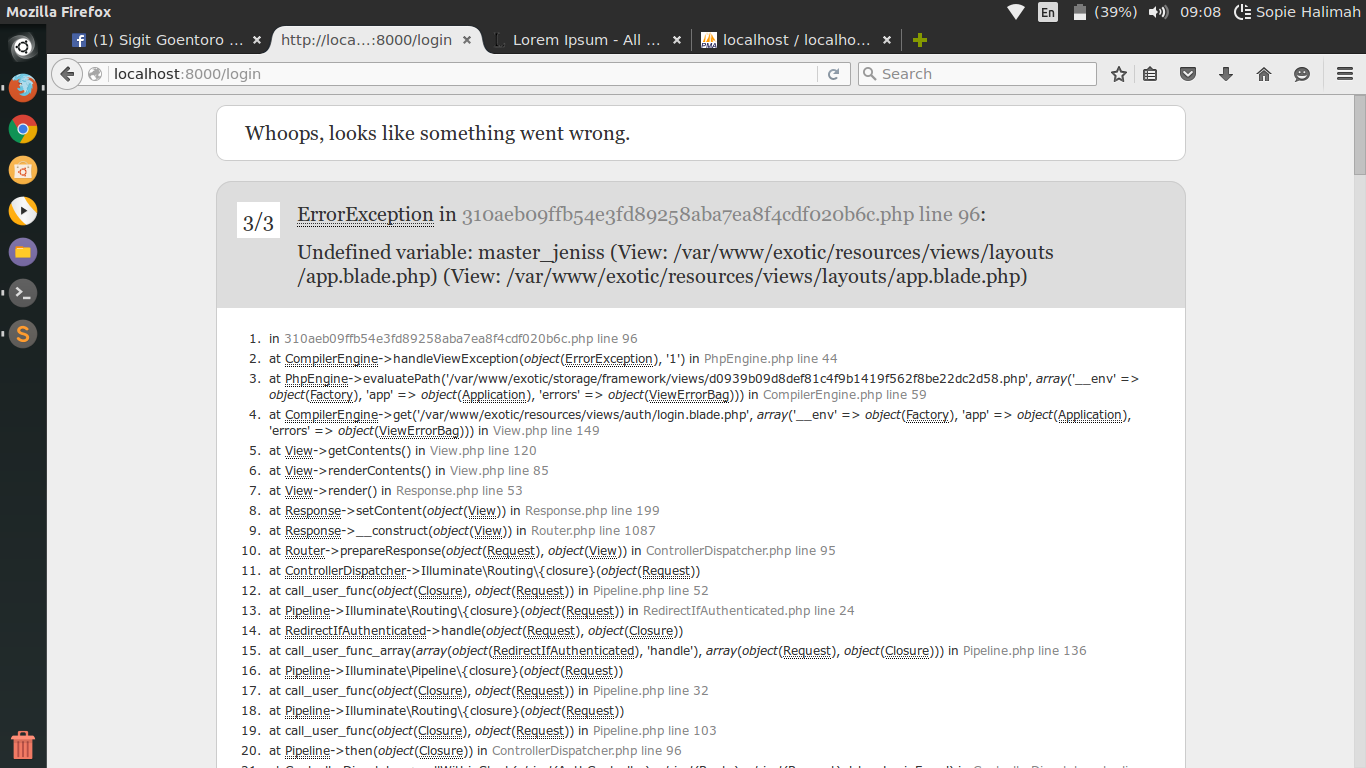 Mozilla Firefox
En
(39%)
09:08
Sopie Halimah
(1) Sigit Goentoro ...
http://loca...:8000/login
Lorem Ipsum - All ...
localhost / localho...
localhost:8000/login
Search
Whoops, looks like something went wrong.
3/3
ErrorException in 310aeb09ffb54e3fd89258aba7ea8f4cdf020b6c.php line 96:
Undefined variable: master_jeniss (View: /var/www/exotic/resources/views/layouts
/app.blade.php) (View: /var/www/exotic/resources/views/layouts/app.blade.php)
1. in 310aeb09ffb54e3fd89258aba7ea8f4cdf020b6c.php line 96
2. at CompilerEngine->handleViewException(object(ErrorException), '1') in PhpEngine.php line 44
3. at PhpEngine->evaluatePath('/var/www/exotic/storage/framework/views/d0939b09d8def81c4f9b1419f562f8be22dc2d58.php', array('__env' =>
object(Factory), 'app' => object(Application), 'errors' => object(ViewErrorBag))) in CompilerEngine.php line 59
4. at CompilerEngine->get('/var/www/exotic/resources/views/auth/login.blade.php', array('__env' => object(Factory), 'app' => object(Application),
'errors' => object(ViewErrorBag))) in View.php line 149
5. at View->getContents() in View.php line 120
6. at View->renderContents() in View.php line 85
7. at View->render() in Response.php line 53
8. at Response->setContent(object(View)) in Response.php line 199
9. at Response->__construct(object(View)) in Router.php line 1087
10. at Router->prepareResponse(object(Request), object(View)) in ControllerDispatcher.php line 95
11. at ControllerDispatcher->Illuminate\Routing\{closure}(object(Request))
12. at call_user_func(object(Closure), object(Request)) in Pipeline.php line 52
13. at Pipeline->Illuminate\Routing\{closure}(object(Request)) in RedirectIfAuthenticated.php line 24
14. at RedirectIfAuthenticated->handle(object(Request), object(Closure))
15. at call_user_func_array(array(object(RedirectIfAuthenticated), 'handle'), array(object(Request), object(Closure))) in Pipeline.php line 136
16. at Pipeline->Illuminate\Pipeline\{closure}(object(Request))
17. at call_user_func(object(Closure), object(Request)) in Pipeline.php line 32
18. at Pipeline->Illuminate\Routing\{closure}(object(Request))
19. at call_user_func(object(Closure), object(Request)) in Pipeline.php line 103
20. at Pipeline->then(object(Closure)) in ControllerDispatcher.php line 96